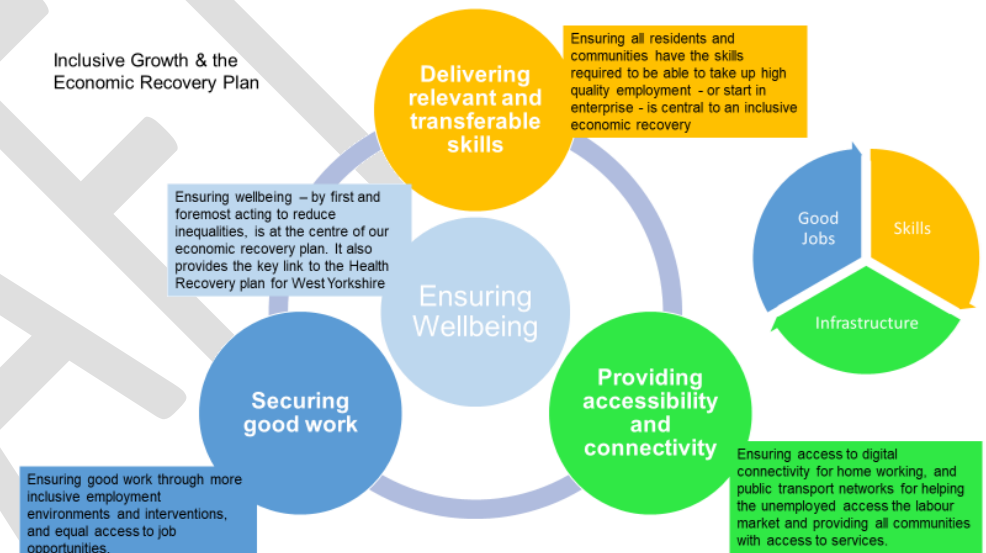 Inclusive Growth & the
Economic Recovery Plan
Delivering
relevant and
transferable
skills
Ensuring all residents and
communities have the skills
required to be able to take up high
quality employment - or start in
enterprise - is central to an inclusive
economic recovery
Ensuring wellbeing – by first and
foremost acting to reduce
inequalities, is at the centre of our
economic recovery plan. It also
provides the key link to the Health
Recovery plan for West Yorkshire
Ensuring
Wellbeing
Good
Jobs
Skills
Infrastructure
Securing
good work
Providing
accessibility
and
connectivity
Ensuring good work through more
inclusive employment
environments and interventions,
and equal access to job
opportunities.
Ensuring access to digital
connectivity for home working, and
public transport networks for helping
the unemployed access the labour
market and providing all communities
with access to services.